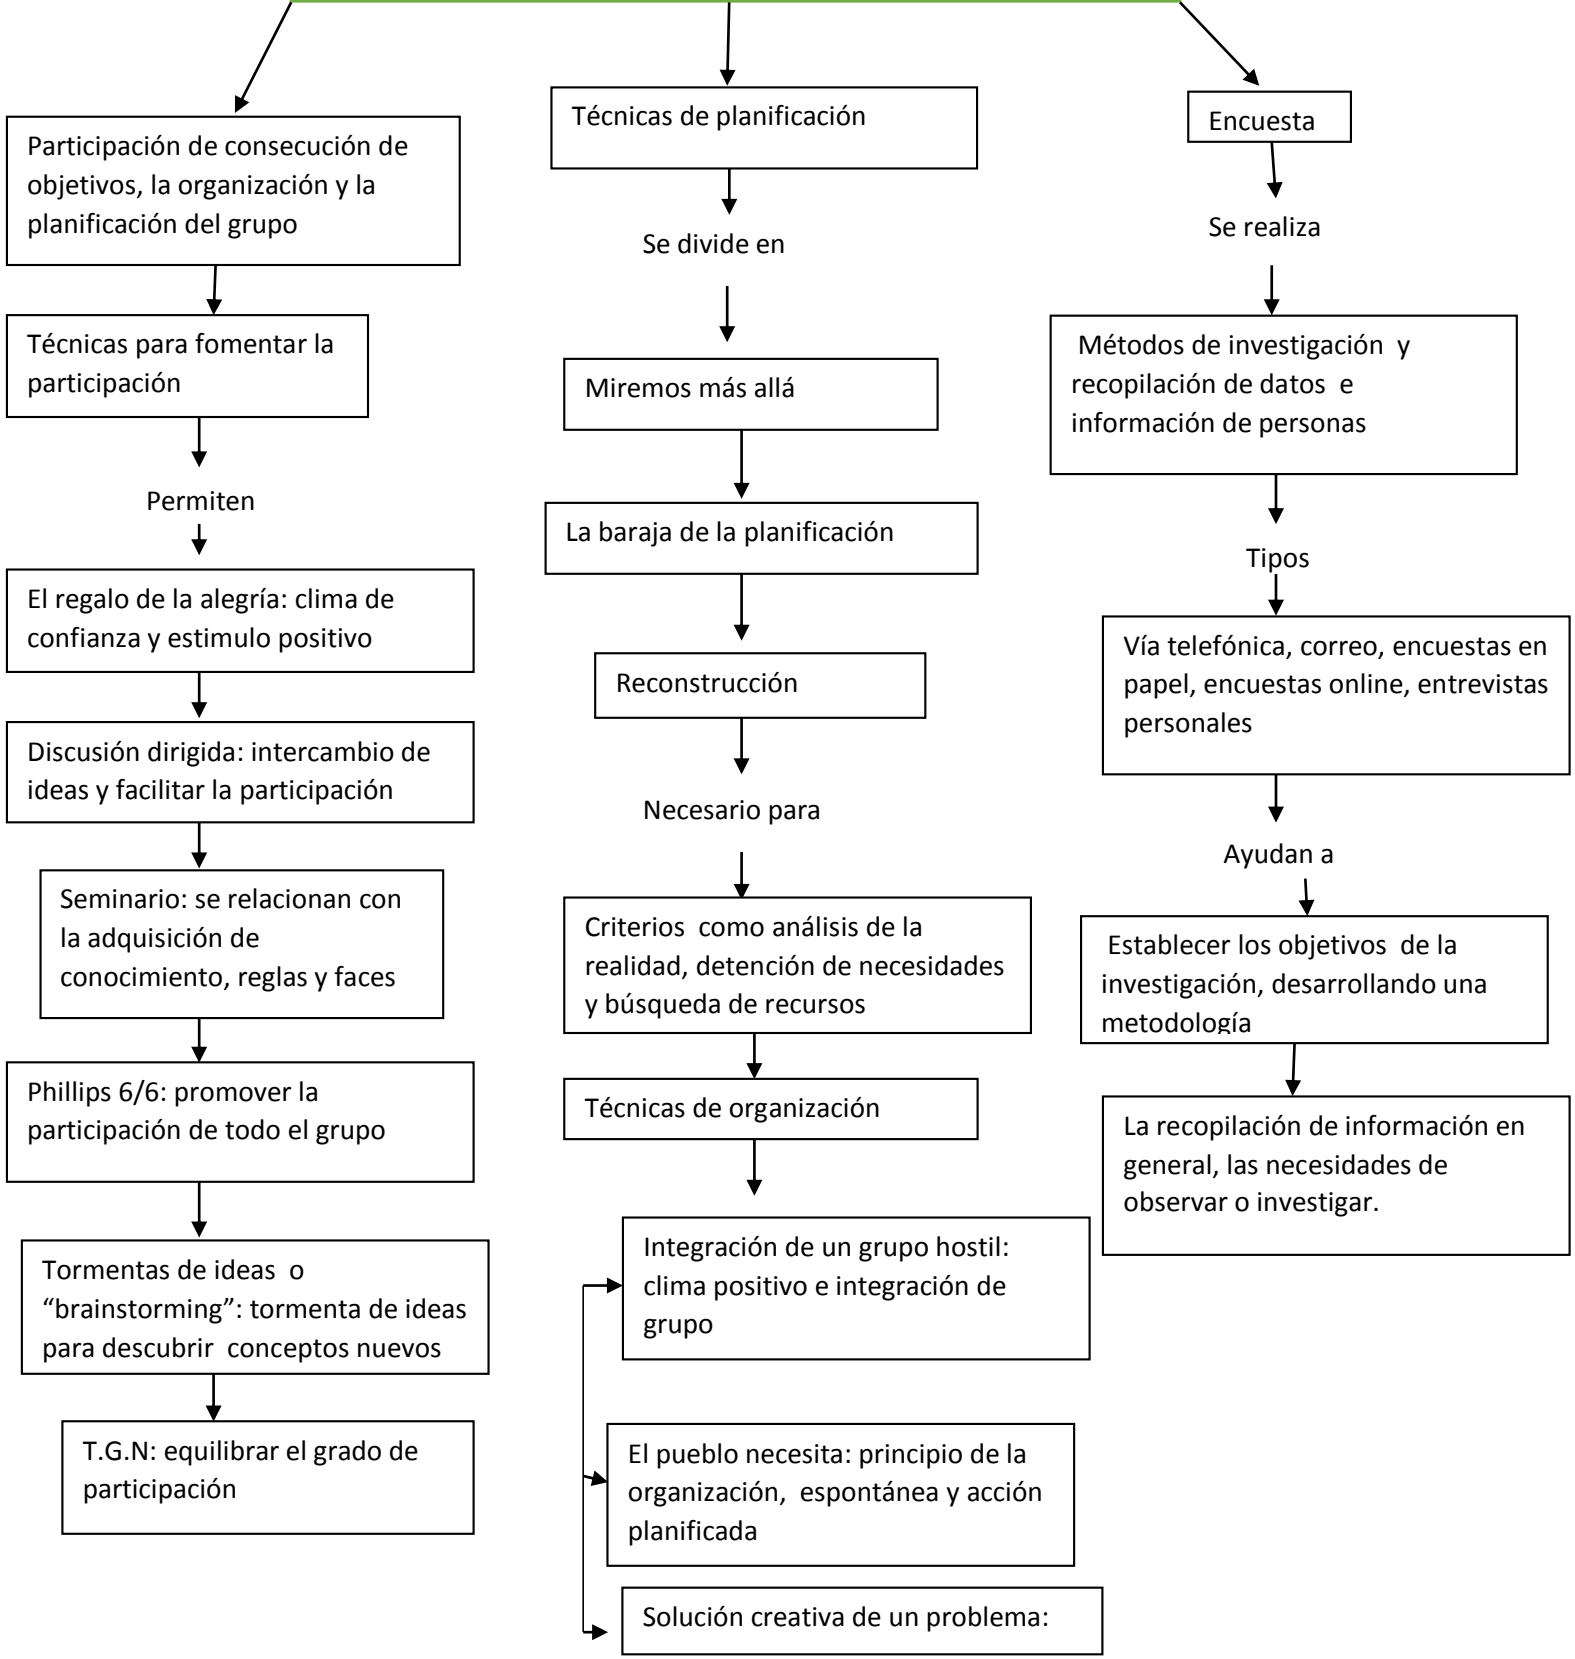 Participación de consecución de
objetivos, la organización y la
planificación del grupo
Técnicas para fomentar la
participación
Permiten
El regalo de la alegría: clima de
confianza y estimulo positivo
Discusión dirigida: intercambio de
ideas y facilitar la participación
Seminario: se relacionan con
la adquisición de
conocimiento, reglas y faces
Phillips 6/6: promover la
participación de todo el grupo
Tormentas de ideas o
“brainstorming”: tormenta de ideas
para descubrir conceptos nuevos
T.G.N: equilibrar el grado de
participación
Técnicas de planificación
Se divide en
Miremos más allá
La baraja de la planificación
Reconstrucción
Necesario para
Criterios como análisis de la
realidad, detención de necesidades
y búsqueda de recursos
Técnicas de organización
Integración de un grupo hostil:
clima positivo e integración de
grupo
El pueblo necesita: principio de la
organización, espontánea y acción
planificada
Solución creativa de un problema:
Encuesta
Se realiza
Métodos de investigación y
recopilación de datos e
información de personas
Tipos
Vía telefónica, correo, encuestas en
papel, encuestas online, entrevistas
personales
Ayudan a
Establecer los objetivos de la
investigación, desarrollando una
metodología
La recopilación de información en
general, las necesidades de
observar o investigar.